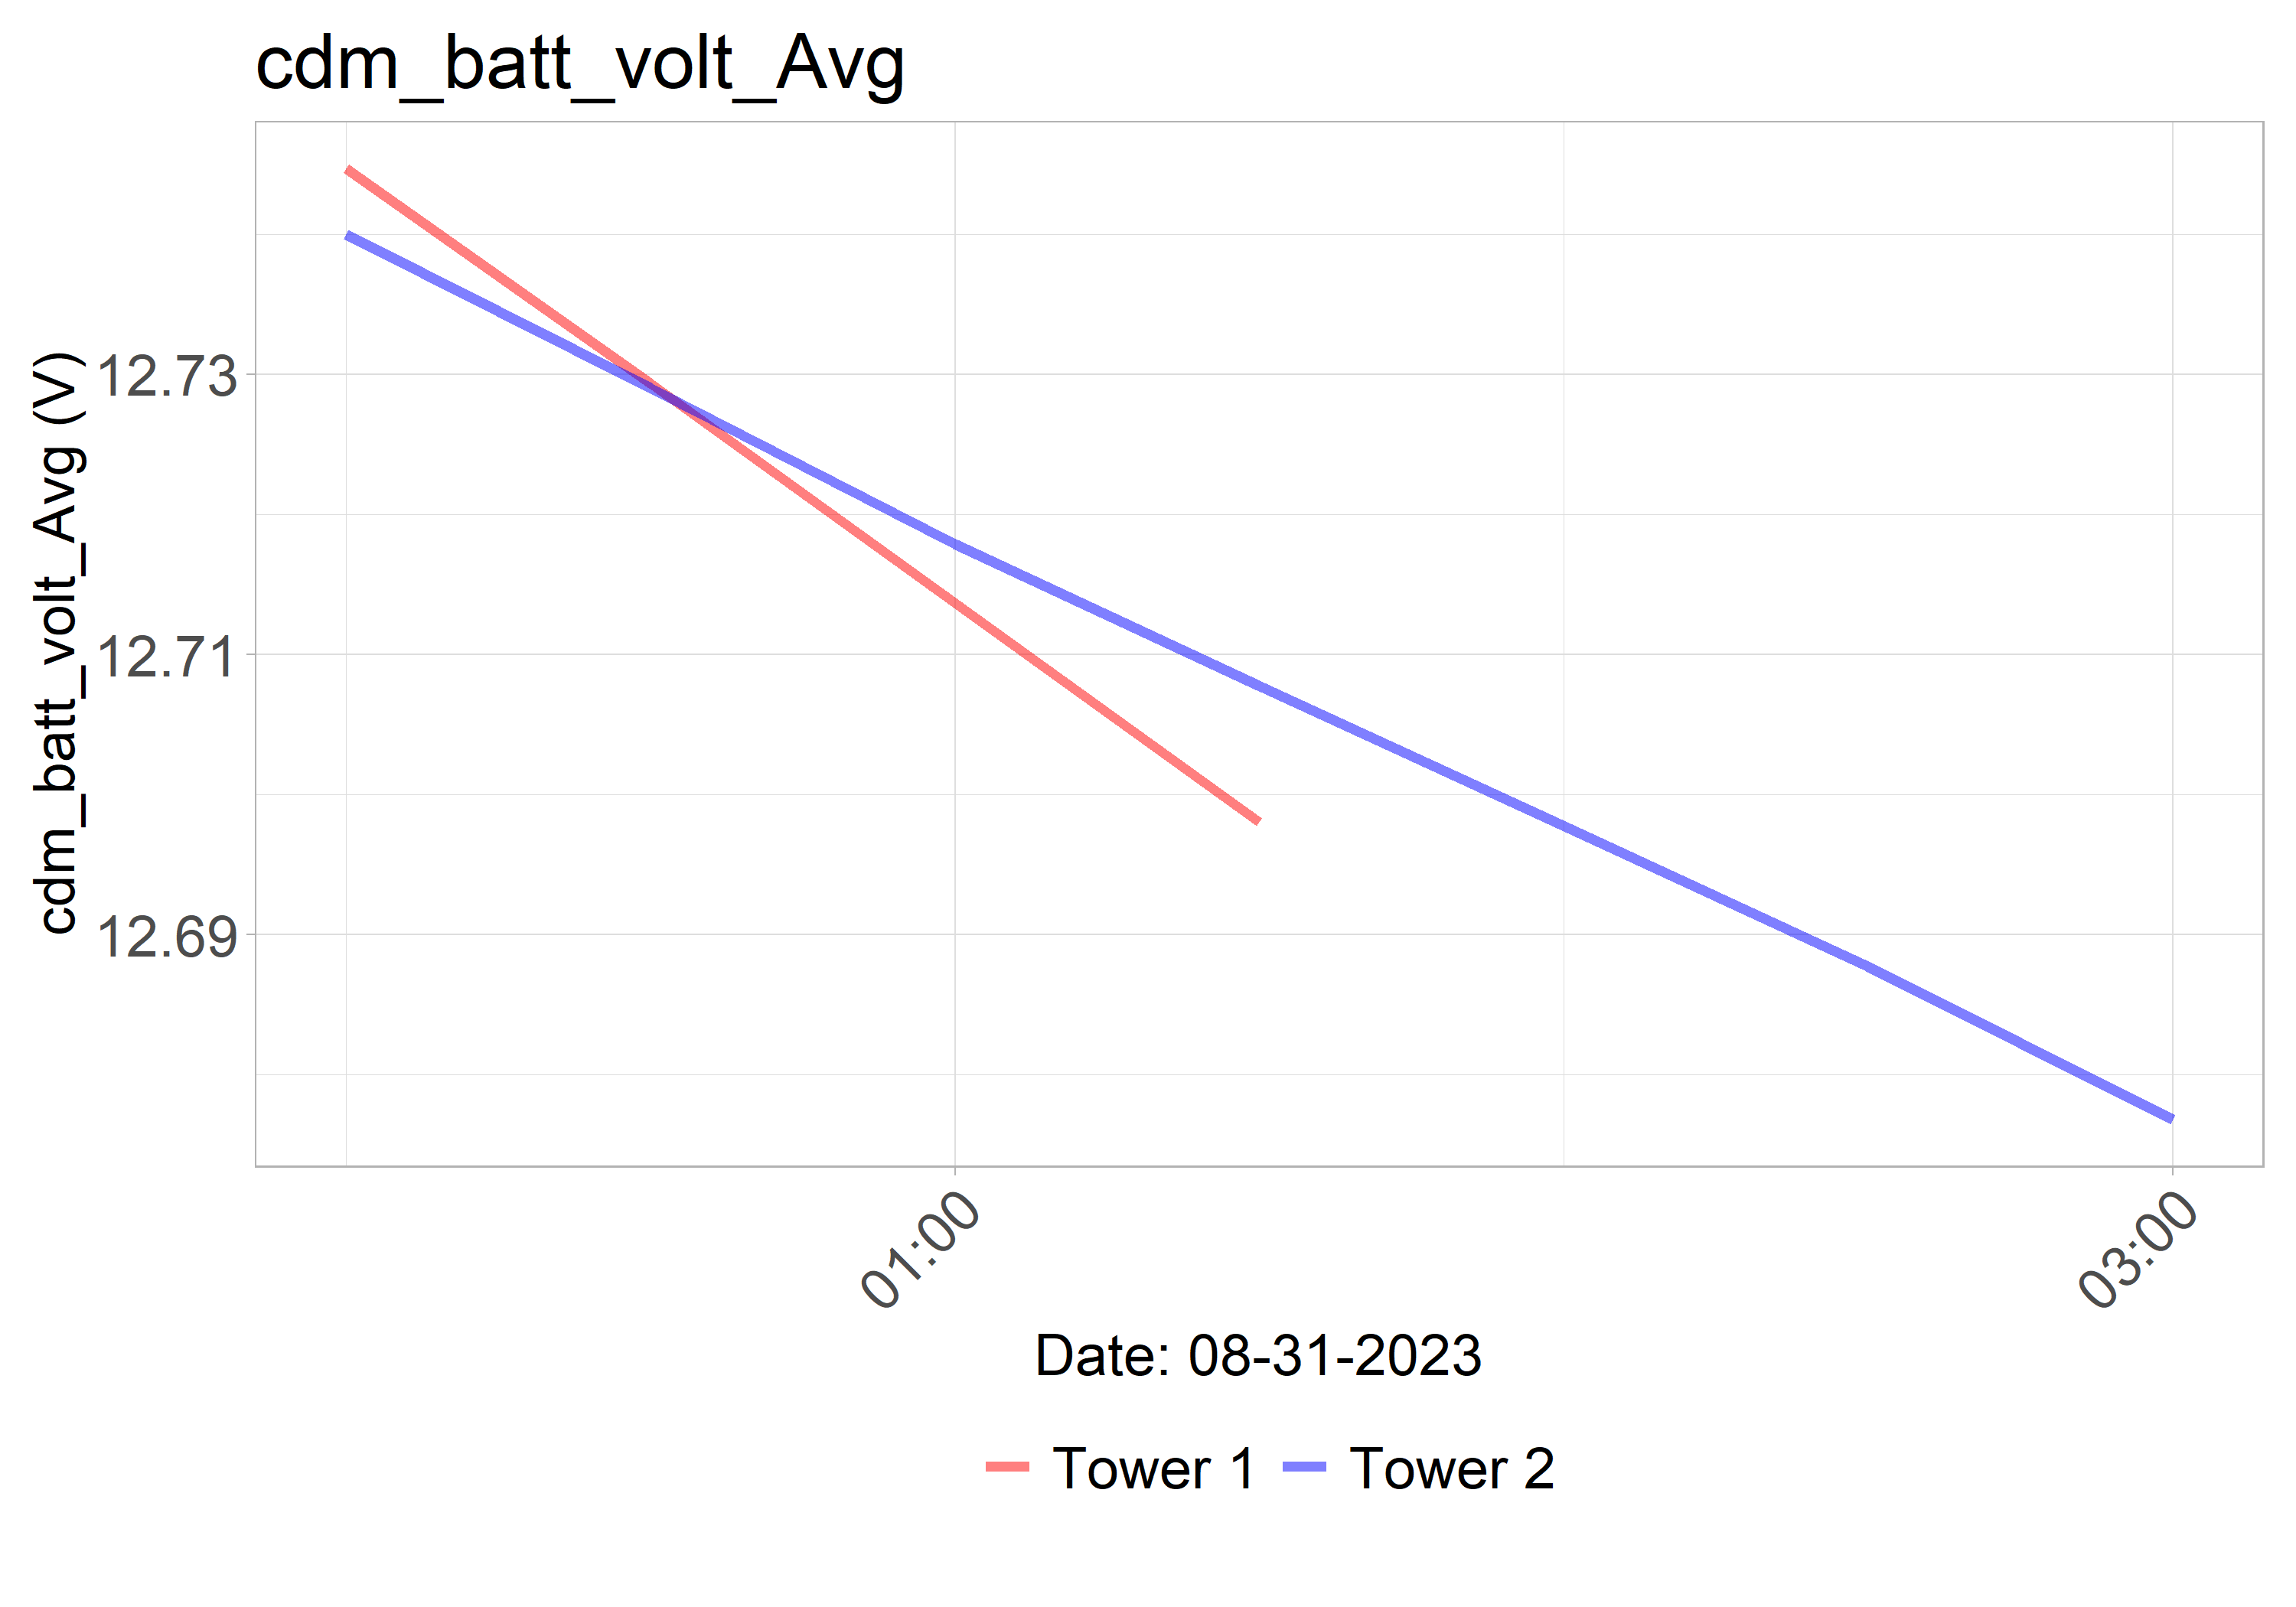 cdm_batt_volt_Avg
cdm_batt_volt_Avg (V)
12.73
12.71
12.69
01:00
03:00
Date: 08-31-2023
Tower 1
Tower 2